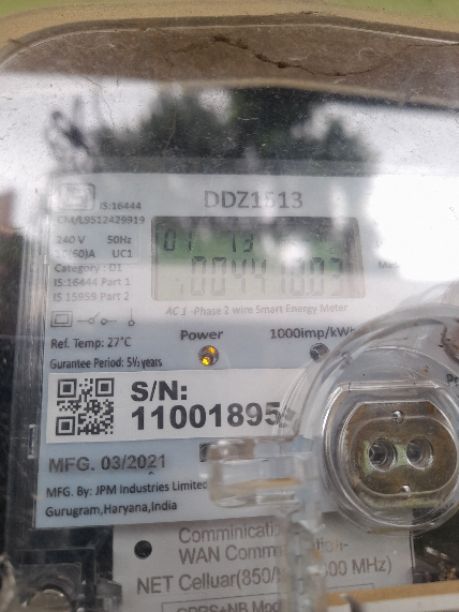 DDZ1513
IS:16444
CM/L9512429919
240 V 50Hz
UC1
Category : D1
IS:16444 Part 1
IS 15959 Part 2
004410.03
AC 1 -Phase 2 wire Smart Energy Meter
Ref. Temp: 27°C
Power
1000imp/kWh
Gurantee Period: 5½ years
S/N:
11001895
MFG. 03/2021
MFG. By: JPM Industries Limited
Gurugram,Haryana,India
WAN
NET Celluar(850/